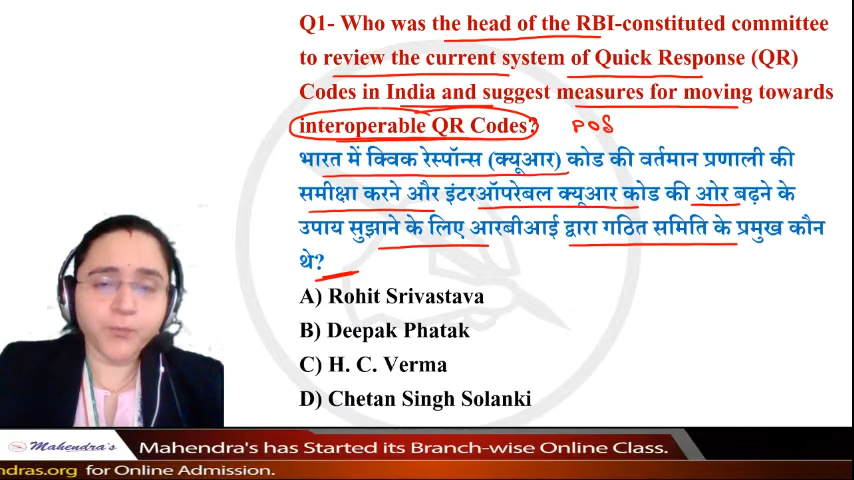 Q1- Who was the head of the RBI-constituted committee
to review the current system of Quick Response (QR)
Codes in India and suggest measures for moving towards
interoperable QR Codes? POS
भारत में क्विक रेस्पॉन्स (क्यूआर) कोड की वर्तमान प्रणाली की
समीक्षा करने और इंटरऑपरेबल क्यूआर कोड की ओर बढ़ने के
उपाय सुझाने के लिए आरबीआई द्वारा गठित समिति के प्रमुख कौन
थे?
A) Rohit Srivastava
B) Deepak Phatak
C) H. C. Verma
D) Chetan Singh Solanki
Mahendra's Mahendra's has Started its Branch-wise Online Class.
ndras.org for Online Admission.